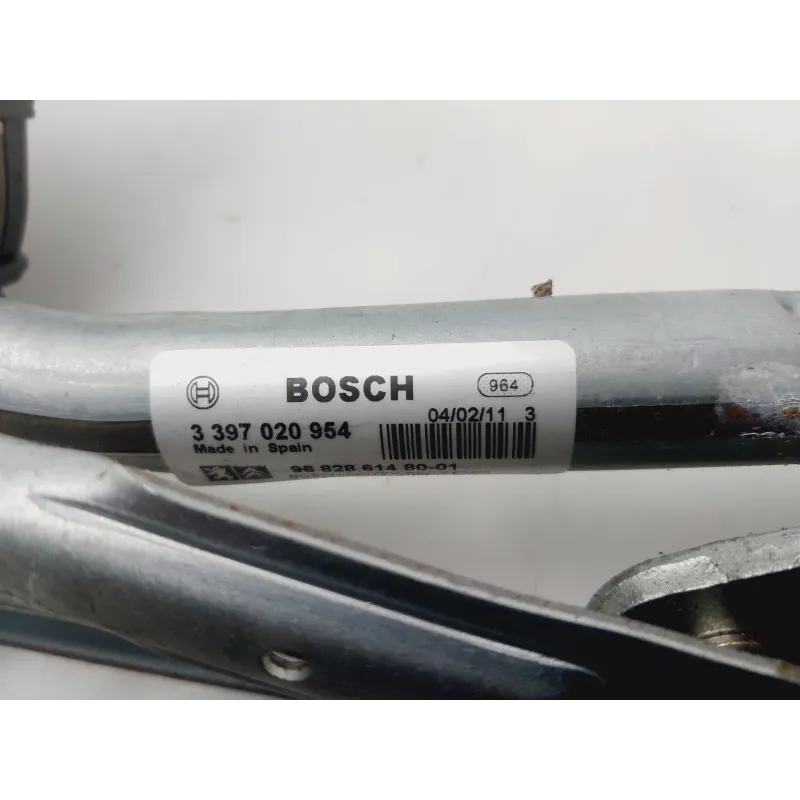 BOSCH 964
04/02/11 3
3 397 020 954
Made in Spain
96 828 614 80-01